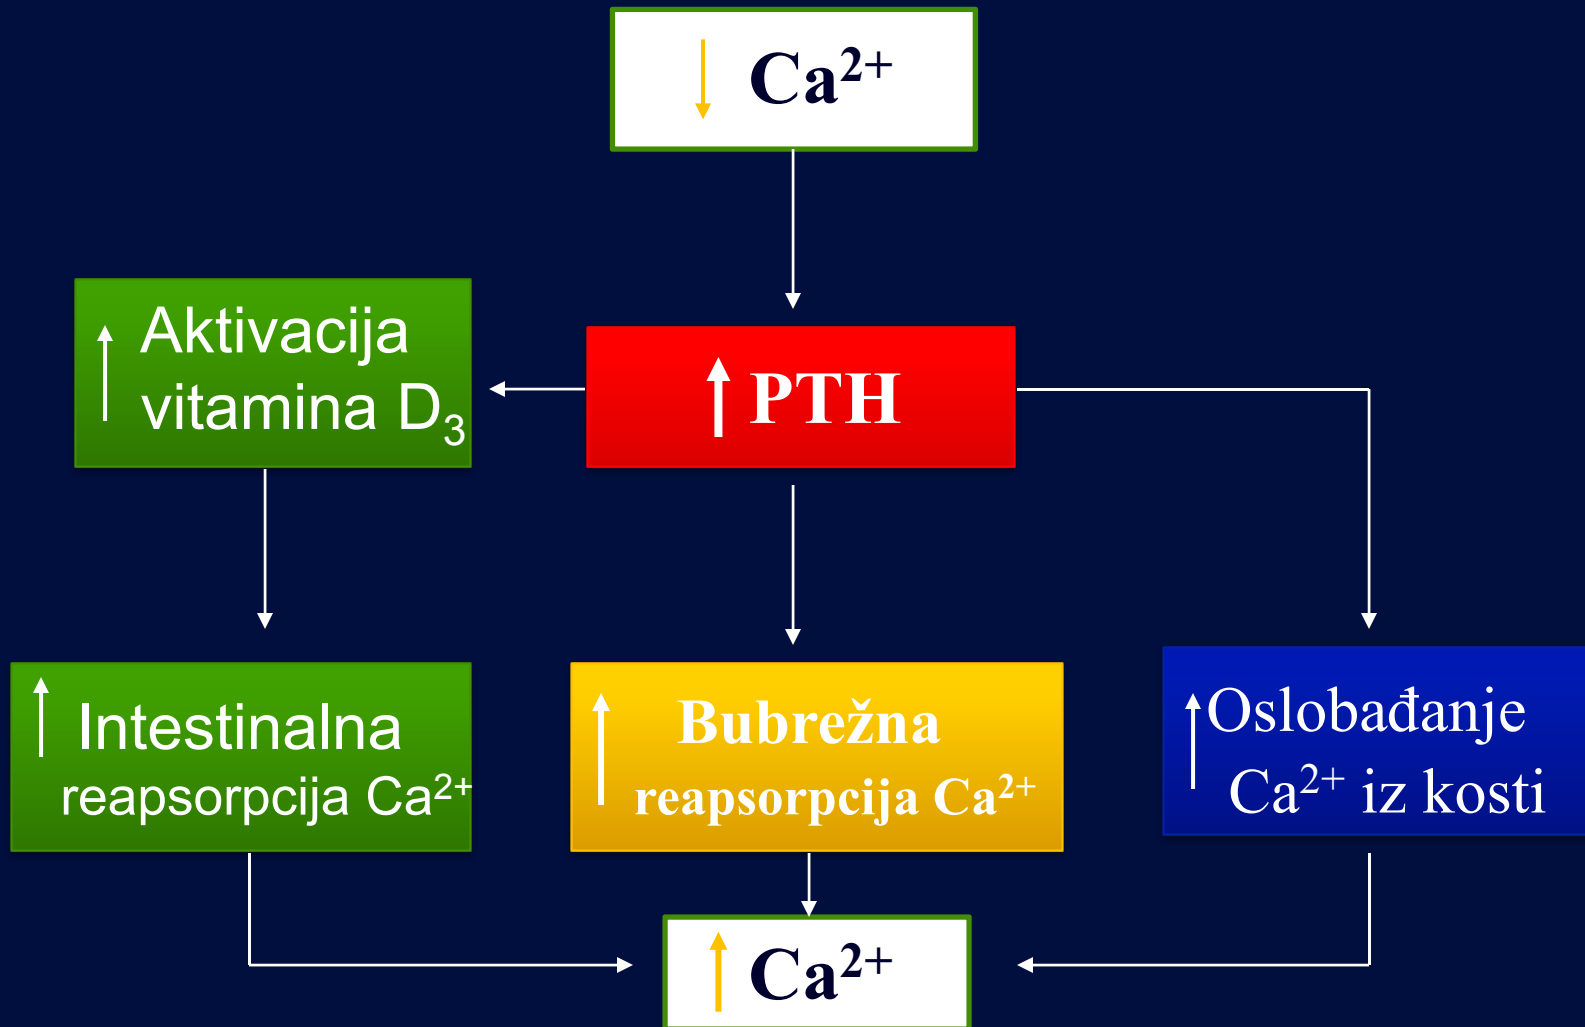 ↓ Ca²⁺
↑ Aktivacija
vitamina D₃
↑ PTH
↑ Intestinalna
reapsorpcija Ca²⁺
↑ Bubrežna
reapsorpcija Ca²⁺
↑ Oslobađanje
Ca²⁺ iz kosti
↑ Ca²⁺